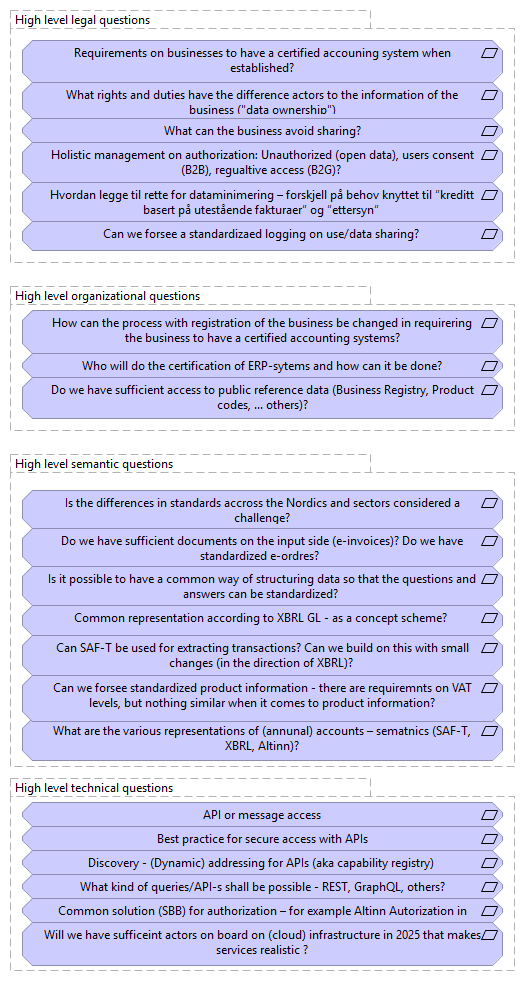 High level legal questions
Requirements on businesses to have a certified accouning system when
established?
What rights and duties have the difference actors to the information of the
business ("data ownership")
What can the business avoid sharing?
Holistic management on authorization: Unauthorized (open data), users consent
(B2B), regualtive access (B2G)?
Hvordan legge til rette for dataminimering – forskjell på behov knyttet til "kreditt
basert på utestående fakturaer" og "ettersyn"
Can we forsee a standardizaed logging on use/data sharing?
High level organizational questions
How can the process with registration of the business be changed in requirering
the business to have a certified accounting systems?
Who will do the certification of ERP-sytems and how can it be done?
Do we have sufficient access to public reference data (Business Registry, Product
codes, ... others)?
High level semantic questions
Is the differences in standards accross the Nordics and sectors considered a
challenge?
Do we have sufficient documents on the input side (e-invoices)? Do we have
standardized e-ordres?
Is it possible to have a common way of structuring data so that the questions and
answers can be standardized?
Common representation according to XBRL GL - as a concept scheme?
Can SAF-T be used for extracting transactions? Can we build on this with small
changes (in the direction of XBRL)?
Can we forsee standardized product information - there are requiremnts on VAT
levels, but nothing similar when it comes to product information?
What are the various representations of (annunal) accounts – sematnics (SAF-T,
XBRL, Altinn)?
High level technical questions
API or message access
Best practice for secure access with APIs
Discovery - (Dynamic) addressing for APIs (aka capability registry)
What kind of queries/API-s shall be possible - REST, GraphQL, others?
Common solution (SBB) for authorization – for example Altinn Autorization in
Will we have sufficeint actors on board on (cloud) infrastructure in 2025 that makes
services realistic ?